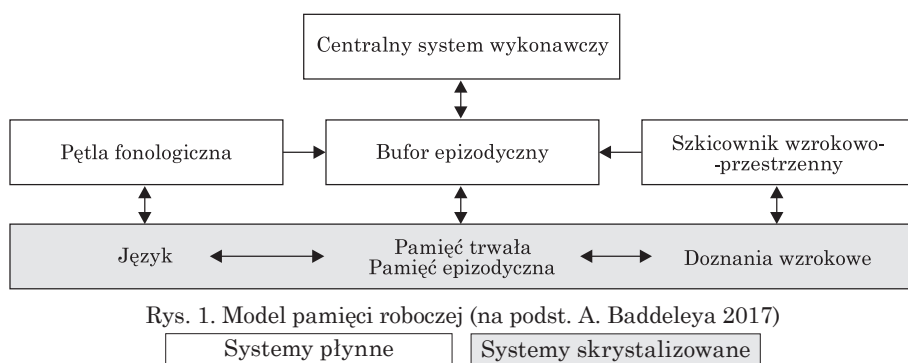 Centralny system wykonawczy
Pętla fonologiczna
Bufor epizodyczny
Szkicownik wzrokowo-
-przestrzenny
Język
Pamięć trwała
Pamięć epizodyczna
Doznania wzrokowe
Rys. 1. Model pamięci roboczej (na podst. A. Baddeleya 2017)
Systemy płynne
Systemy skrystalizowane